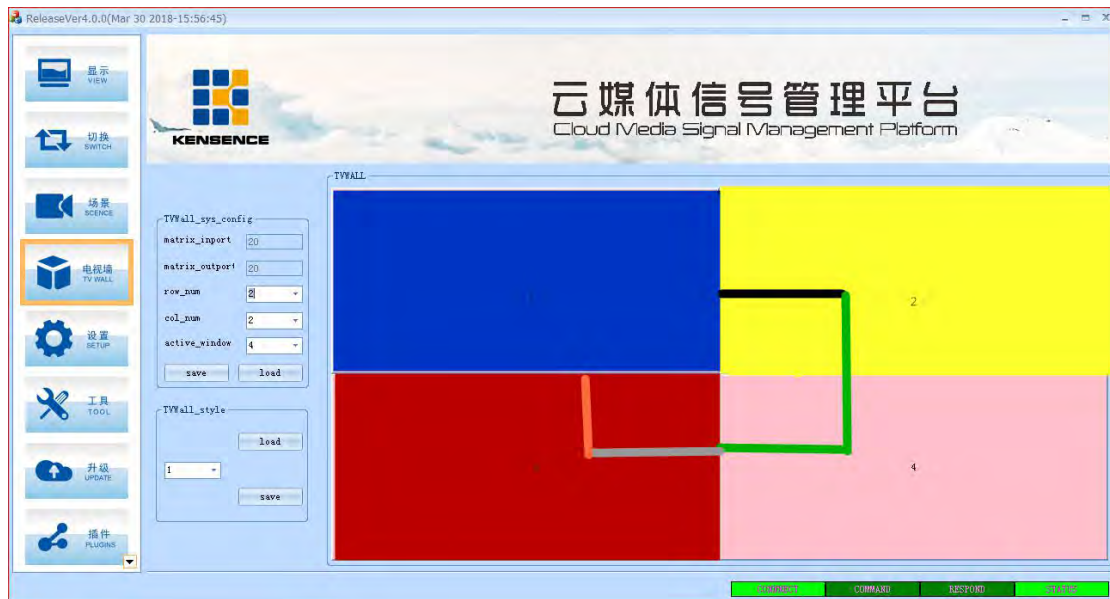 ReleaseVer4.0.0(Mar 30 2018-15:56:45)
显示
VIEW
切换
SWITCH
场景
SCENCE
电视墙
TV WALL
设置
SETUP
工具
TOOL
升级
UPDATE
插件
PLUGINS
KENSENCE
云媒体信号管理平台
Cloud Media Signal Management Platform
TVWall_sys_config
matrix_inport 20
matrix_outport 20
row_num 2
col_num 2
active_window 4
save load
TVWall_style
load
1
save
TVWALL
2
4
CONNRECT COMMAND RESPOND STATUS